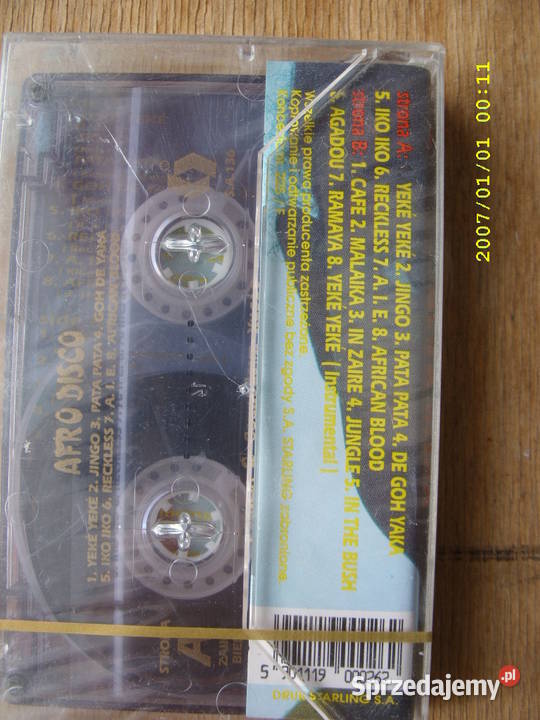 strona A: YEKÉ YEKÉ 2. JINGO 3. PATA PATA 4. DE GOH YAKA
5. IKO IKO 6. RECKLESS 7. A. I. E. 8. AFRICAN BLOOD
strona B: 1. CAFE 2. MALAIKA 3. IN ZAIRE 4. JUNGLE 5. IN THE BUSH
6. AGADOU 7. RAMAYA 8. YEKÉ YEKÉ ( Instrumental )
Wszelkie prawa producenta zastrzeżone.
Kopiowanie i odtwarzanie publiczne bez zgody S.A. STARLING zabronione.
AFRO DISCO
1. YEKE YEKE 2. JINGO 3. PATA PATA 4. GOH DE YAKA
5. IKO IKO 6. RECKLESS 7. A. I. E. 8.
STRONA
A
DRUK STARLING S.A.
2007/01/01 00:11
Sprzedajemy.pl